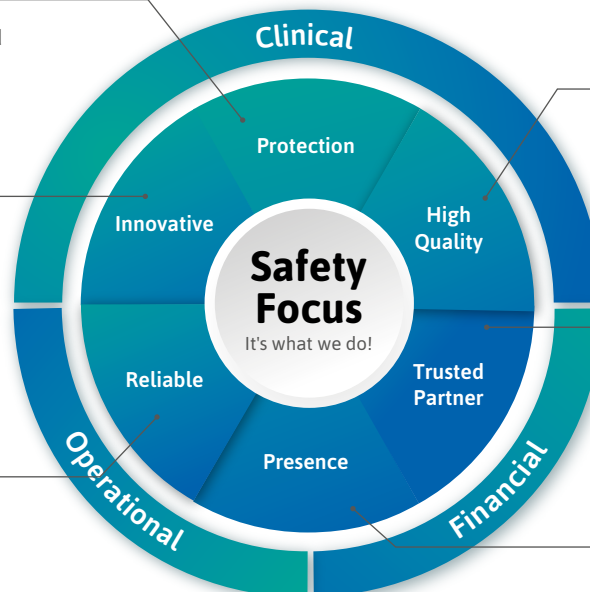 Clinical
Protection
High
Quality
Innovative
Safety
Focus
It's what we do!
Reliable
Trusted
Partner
Presence
Operational
Financial